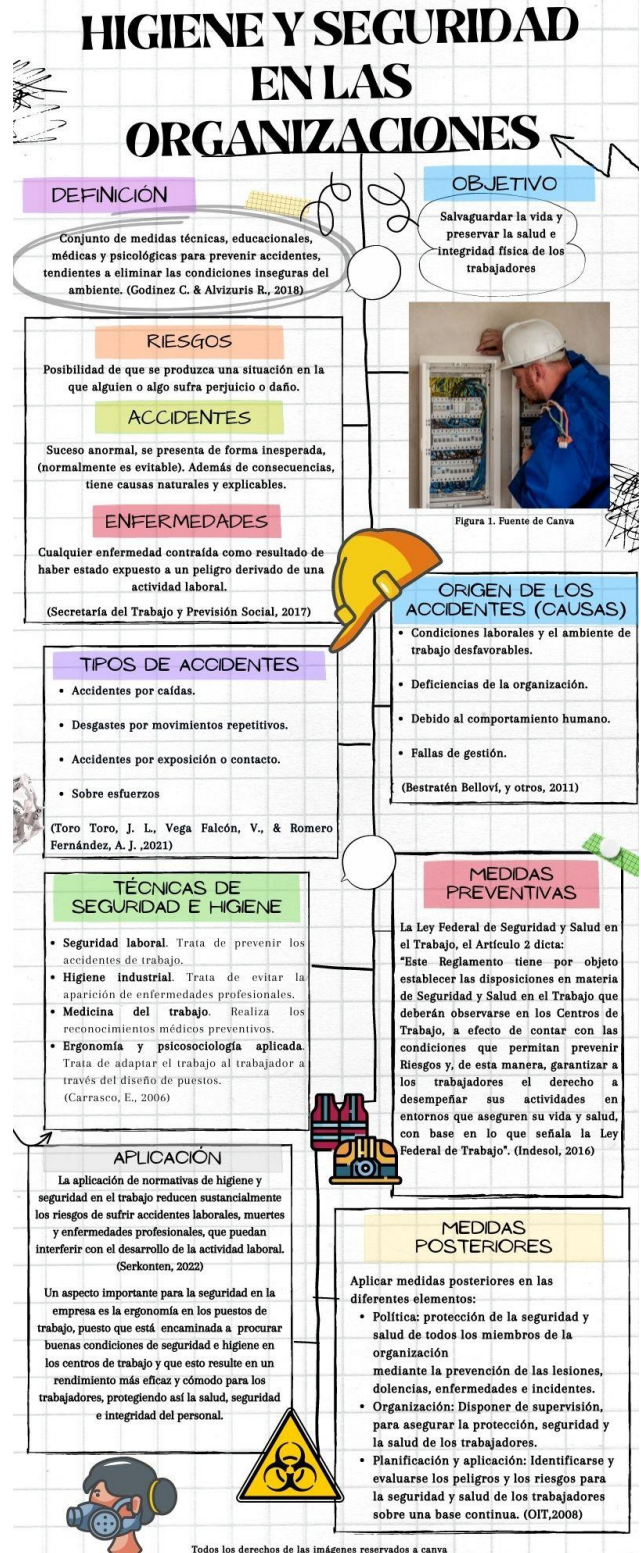 HIGIENE Y SEGURIDAD
EN LAS
ORGANIZACIONES
DEFINICIÓN
Conjunto de medidas técnicas, educacionales,
médicas y psicológicas para prevenir accidentes,
tendientes a eliminar las condiciones inseguras del
ambiente. (Godinez C. & Alvizuris R., 2018)
OBJETIVO
Salvaguardar la vida y
preservar la salud e
integridad física de los
trabajadores
RIESGOS
Posibilidad de que se produzca una situación en la
que alguien o algo sufra perjuicio o daño.
ACCIDENTES
Suceso anormal, se presenta de forma inesperada,
(normalmente es evitable). Además de consecuencias,
tiene causas naturales y explicables.
ENFERMEDADES
Cualquier enfermedad contraída como resultado de
haber estado expuesto a un peligro derivado de una
actividad laboral.
(Secretaría del Trabajo y Previsión Social, 2017)
Figura 1. Fuente de Canva
ORIGEN DE LOS
ACCIDENTES (CAUSAS)
• Condiciones laborales y el ambiente de
trabajo desfavorables.
• Deficiencias de la organización.
• Debido al comportamiento humano.
• Fallas de gestión.
(Bestratén Bellovi, y otros, 2011)
TIPOS DE ACCIDENTES
• Accidentes por caídas.
• Desgastes por movimientos repetitivos.
• Accidentes por exposición o contacto.
• Sobre esfuerzos
(Toro Toro, J. L., Vega Falcón, V., & Romero
Fernández, A. J. ,2021)
TÉCNICAS DE
SEGURIDAD E HIGIENE
• Seguridad laboral. Trata de prevenir los
accidentes de trabajo.
• Higiene industrial. Trata de evitar la
aparición de enfermedades profesionales.
• Medicina del trabajo. Realiza los
reconocimientos médicos preventivos.
• Ergonomía y psicosociología aplicada.
Trata de adaptar el trabajo al trabajador a
través del diseño de puestos.
(Carrasco, E., 2006)
MEDIDAS
PREVENTIVAS
La Ley Federal de Seguridad y Salud en
el Trabajo, el Artículo 2 dicta:
“Este Reglamento tiene por objeto
establecer las disposiciones en materia
de Seguridad y Salud en el Trabajo que
deberán observarse en los Centros de
Trabajo, a efecto de contar con las
condiciones que permitan prevenir
Riesgos y, de esta manera, garantizar a
los trabajadores el derecho a
desempeñar sus actividades en
entornos que aseguren su vida y salud,
con base en lo que señala la Ley
Federal de Trabajo”. (Indesol, 2016)
APLICACIÓN
La aplicación de normativas de higiene y
seguridad en el trabajo reducen sustancialmente
los riesgos de sufrir accidentes laborales, muertes
y enfermedades profesionales, que puedan
interferir con el desarrollo de la actividad laboral.
(Serkonten, 2022)
Un aspecto importante para la seguridad en la
empresa es la ergonomía en los puestos de
trabajo, puesto que está encaminado a procurar
buenas condiciones de seguridad e higiene en
los centros de trabajo y que esto resulte en un
rendimiento más eficaz y cómodo para los
trabajadores, protegiendo así la salud, seguridad
e integridad del personal.
MEDIDAS
POSTERIORES
Aplicar medidas posteriores en las
diferentes elementos:
• Política: protección de la seguridad y
salud de todos los miembros de la
organización
mediante la prevención de las lesiones,
dolencias, enfermedades e incidentes.
• Organización: Disponer de supervisión,
para asegurar la protección, seguridad y
la salud de los trabajadores.
• Planificación y aplicación: Identificarse y
evaluarse los peligros y los riesgos para
la seguridad y salud de los trabajadores
sobre una base continua. (OIT,2008)
Todos los derechos de las imágenes reservados a canva